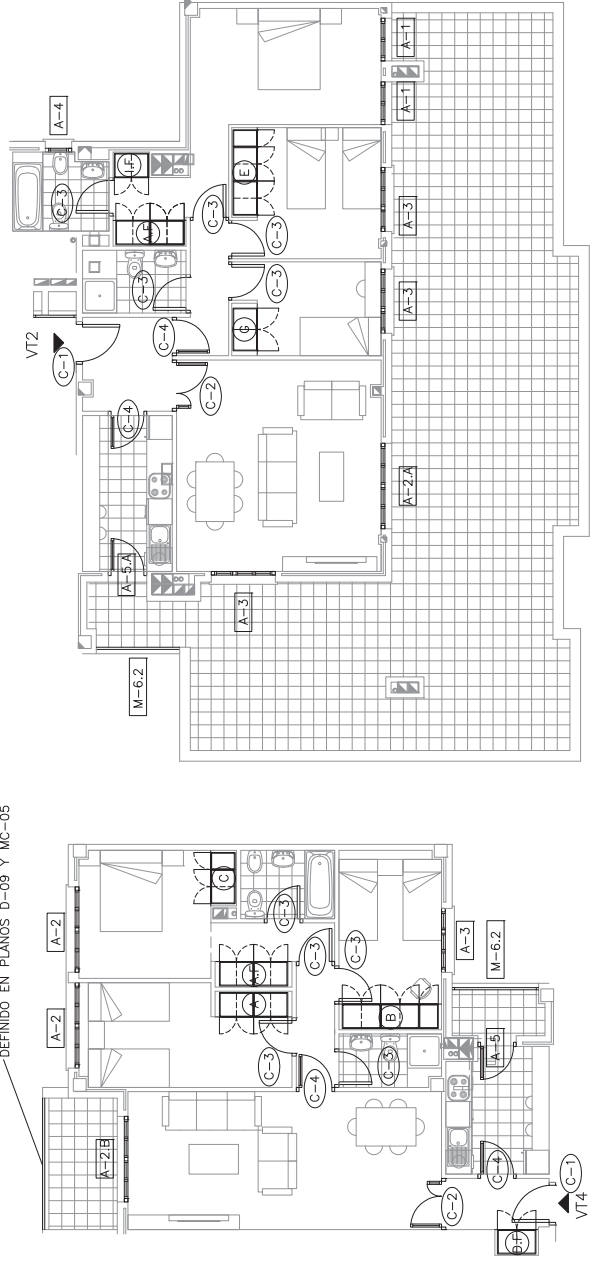 A-4
C-3
I.F
A.F
C-3
C-3
E
C-3
A-1
A-1
A-3
VT2
C-1
C-4
C-3
G
A-3
C-4
C-2
A-5.A
A-2.A
A-3
M-6.2
DEFINIDO EN PLANOS D-09 Y MC-05
A-2
C
C-3
C-3
C-3
A-3
M-6.2
A-2
A.F
A
B
C-3
C-4
C-3
A-5
A-2.B
C-4
C-2
C-1
D.F
VT4